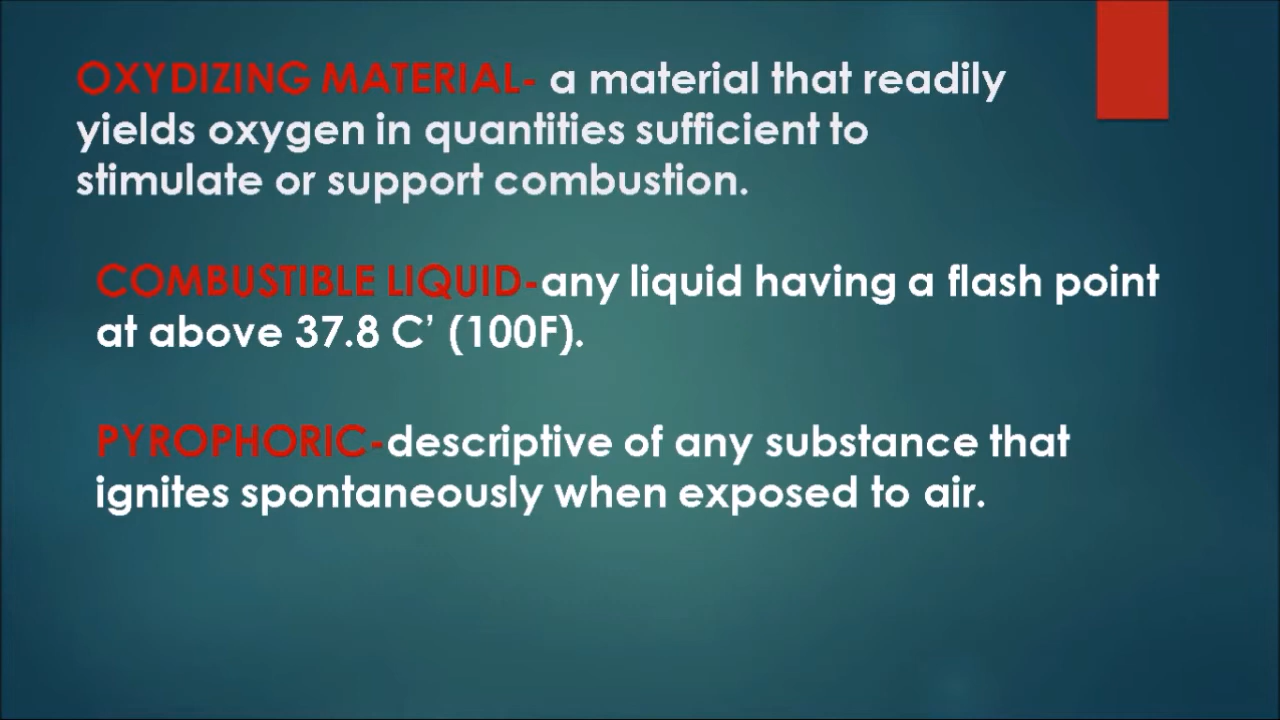 OXYDIZING MATERIAL- a material that readily
yields oxygen in quantities sufficient to
stimulate or support combustion.
COMBUSTIBLE LIQUID-any liquid having a flash point
at above 37.8 C’ (100F).
PYROPHORIC-descriptive of any substance that
ignites spontaneously when exposed to air.